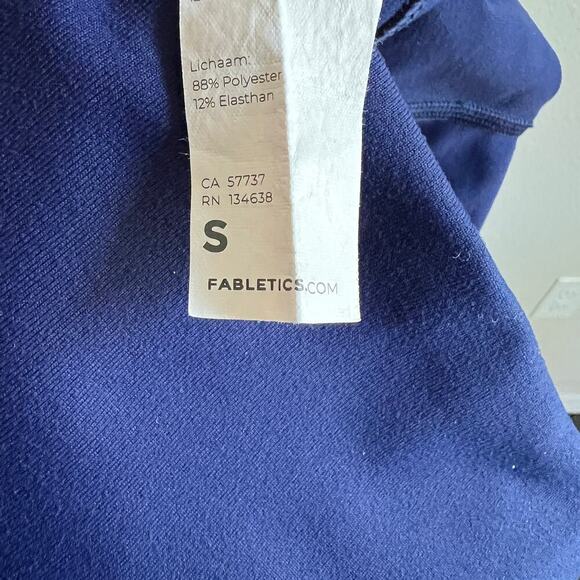 Lichaam:
88% Polyester
12% Elasthan
CA 57737
RN 134638
S
FABLETICS.COM